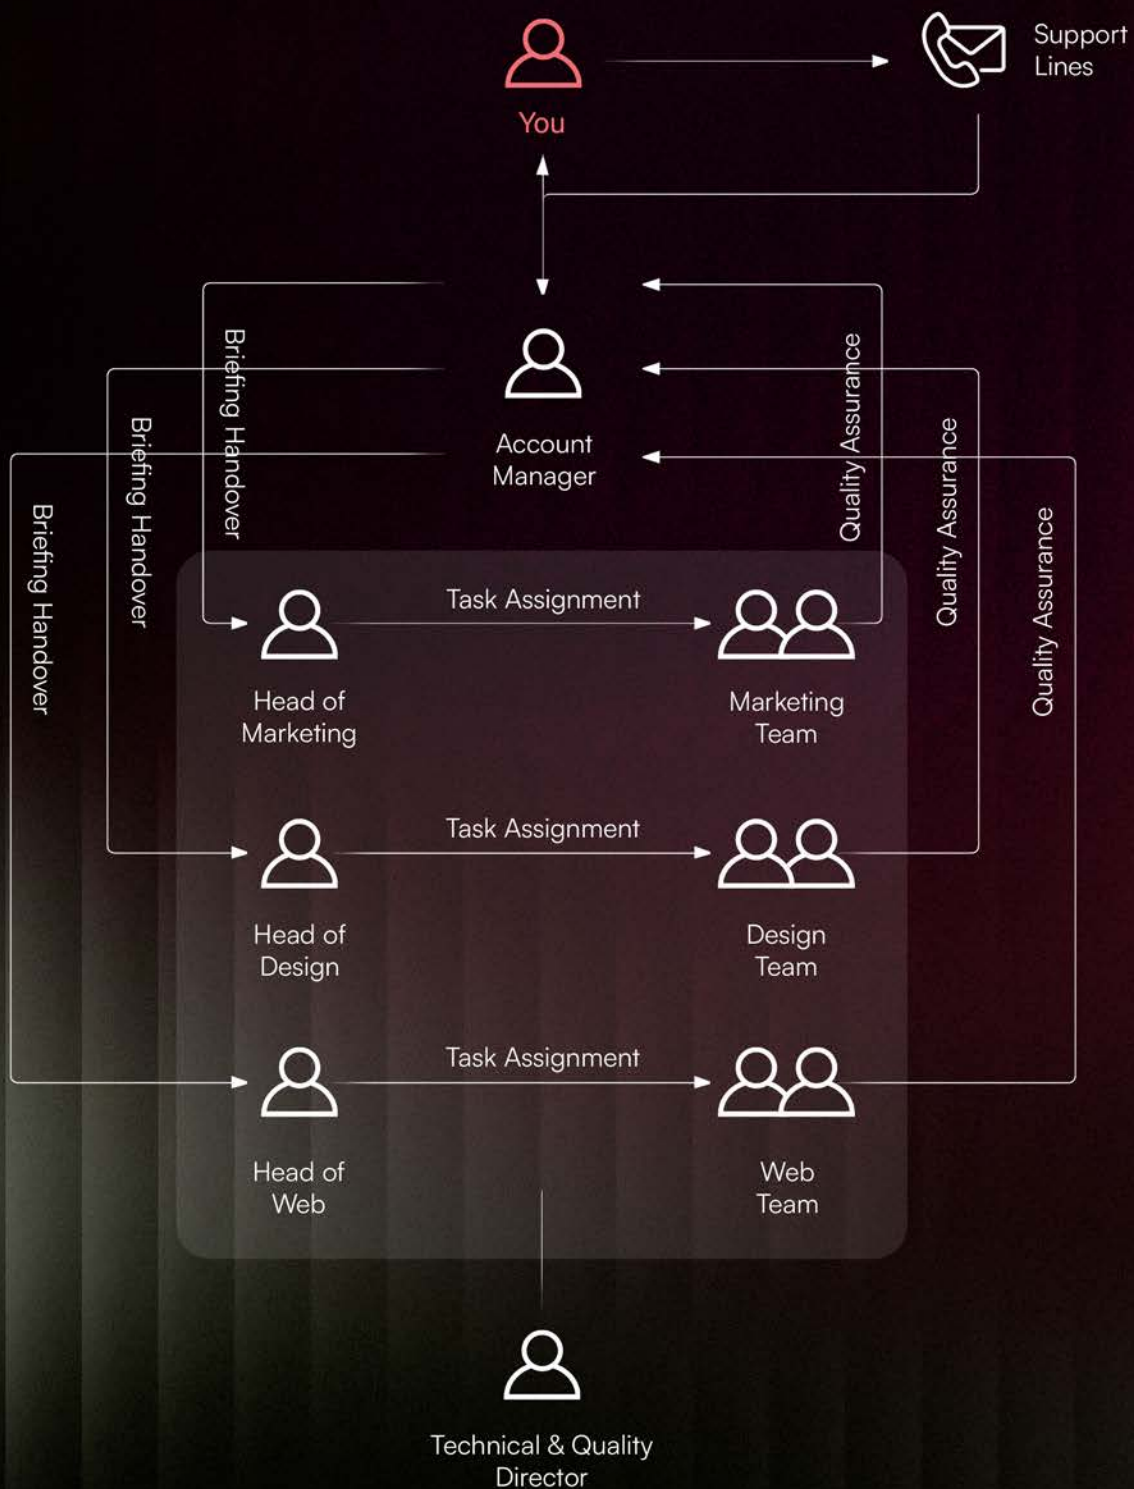 You
Support
Lines
Account
Manager
Briefing Handover
Briefing Handover
Briefing Handover
Quality Assurance
Quality Assurance
Quality Assurance
Head of
Marketing
Task Assignment
Marketing
Team
Head of
Design
Task Assignment
Design
Team
Head of
Web
Task Assignment
Web
Team
Technical & Quality
Director